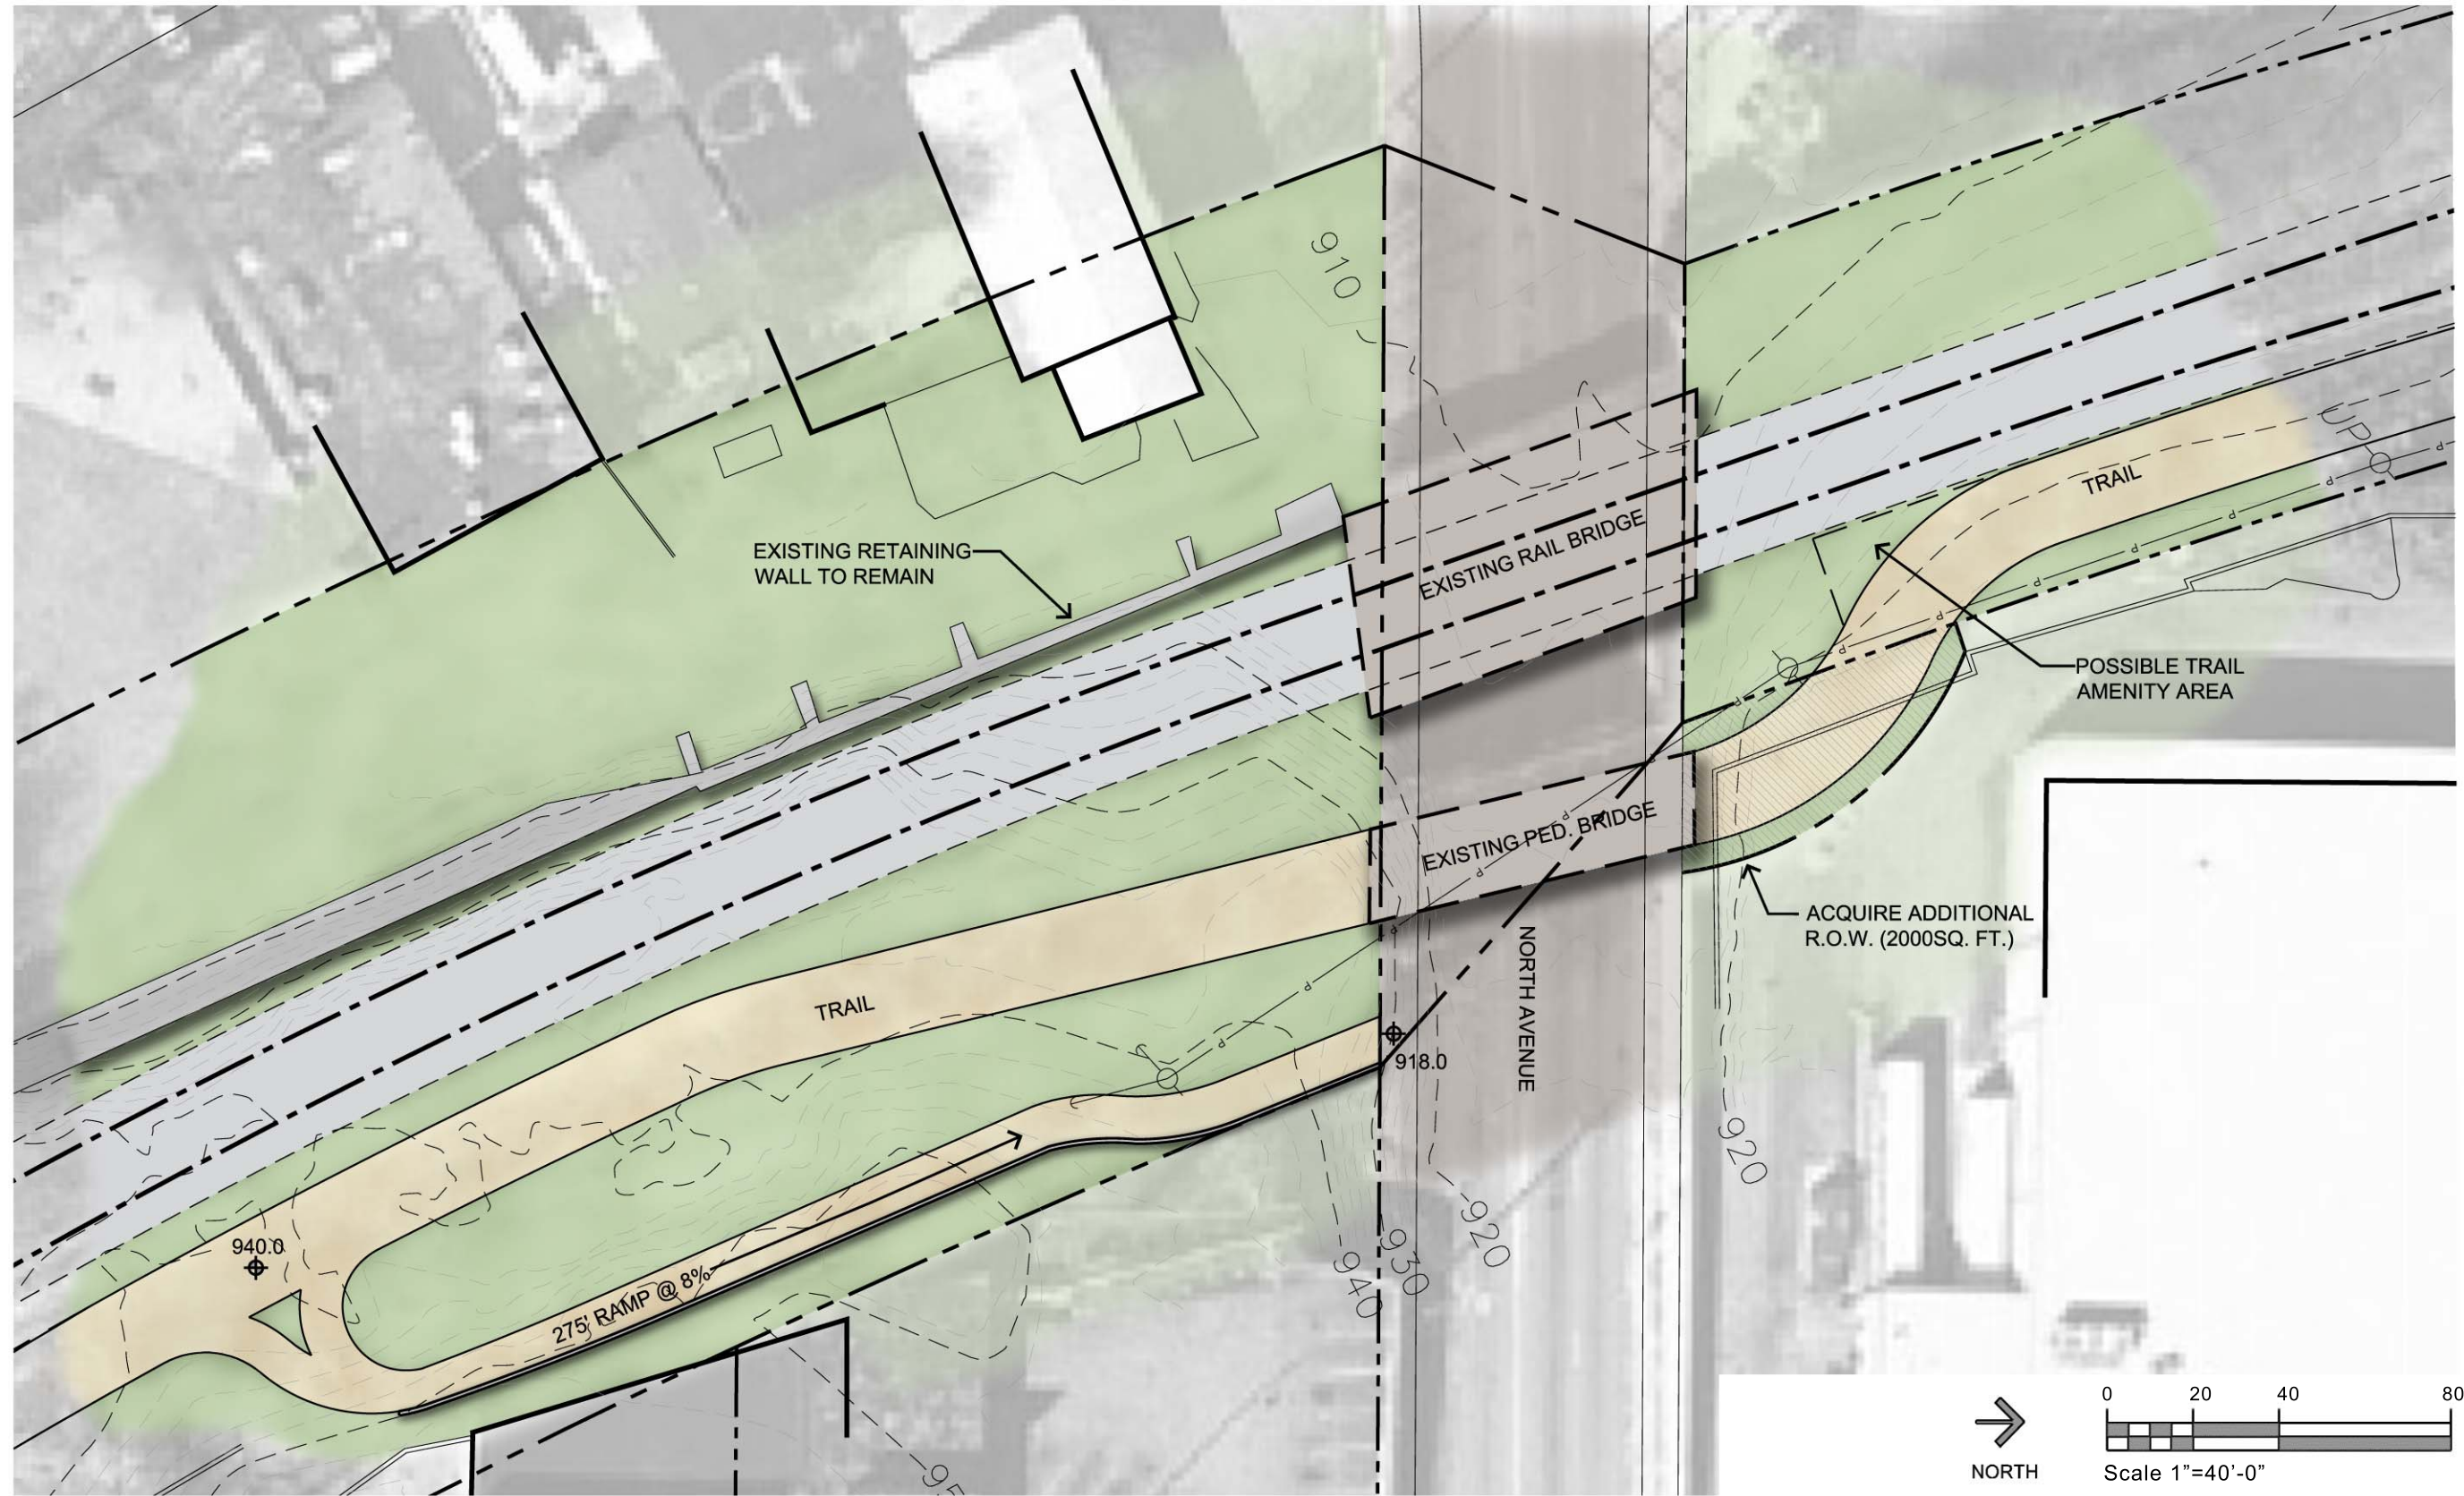 910
UP
TRAIL
EXISTING RAIL BRIDGE
EXISTING RETAINING
WALL TO REMAIN
POSSIBLE TRAIL
AMENITY AREA
EXISTING PED. BRIDGE
ACQUIRE ADDITIONAL
R.O.W. (2000SQ. FT.)
NORTH AVENUE
TRAIL
918.0
920
920
930
940
940.0
275' RAMP @ 8%
NORTH
0 20 40 80
Scale 1"=40'-0"